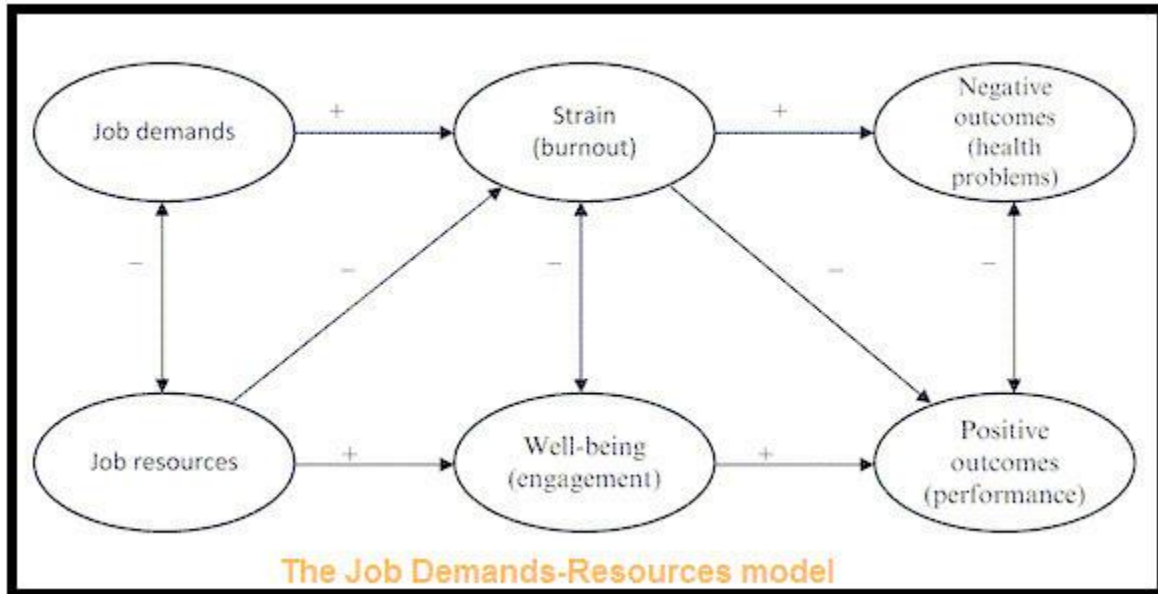 Job demands
+
Strain
(burnout)
+
Negative
outcomes
(health
problems)
−
−
−
−
−
Job resources
+
Well-being
(engagement)
+
Positive
outcomes
(performance)
The Job Demands-Resources model